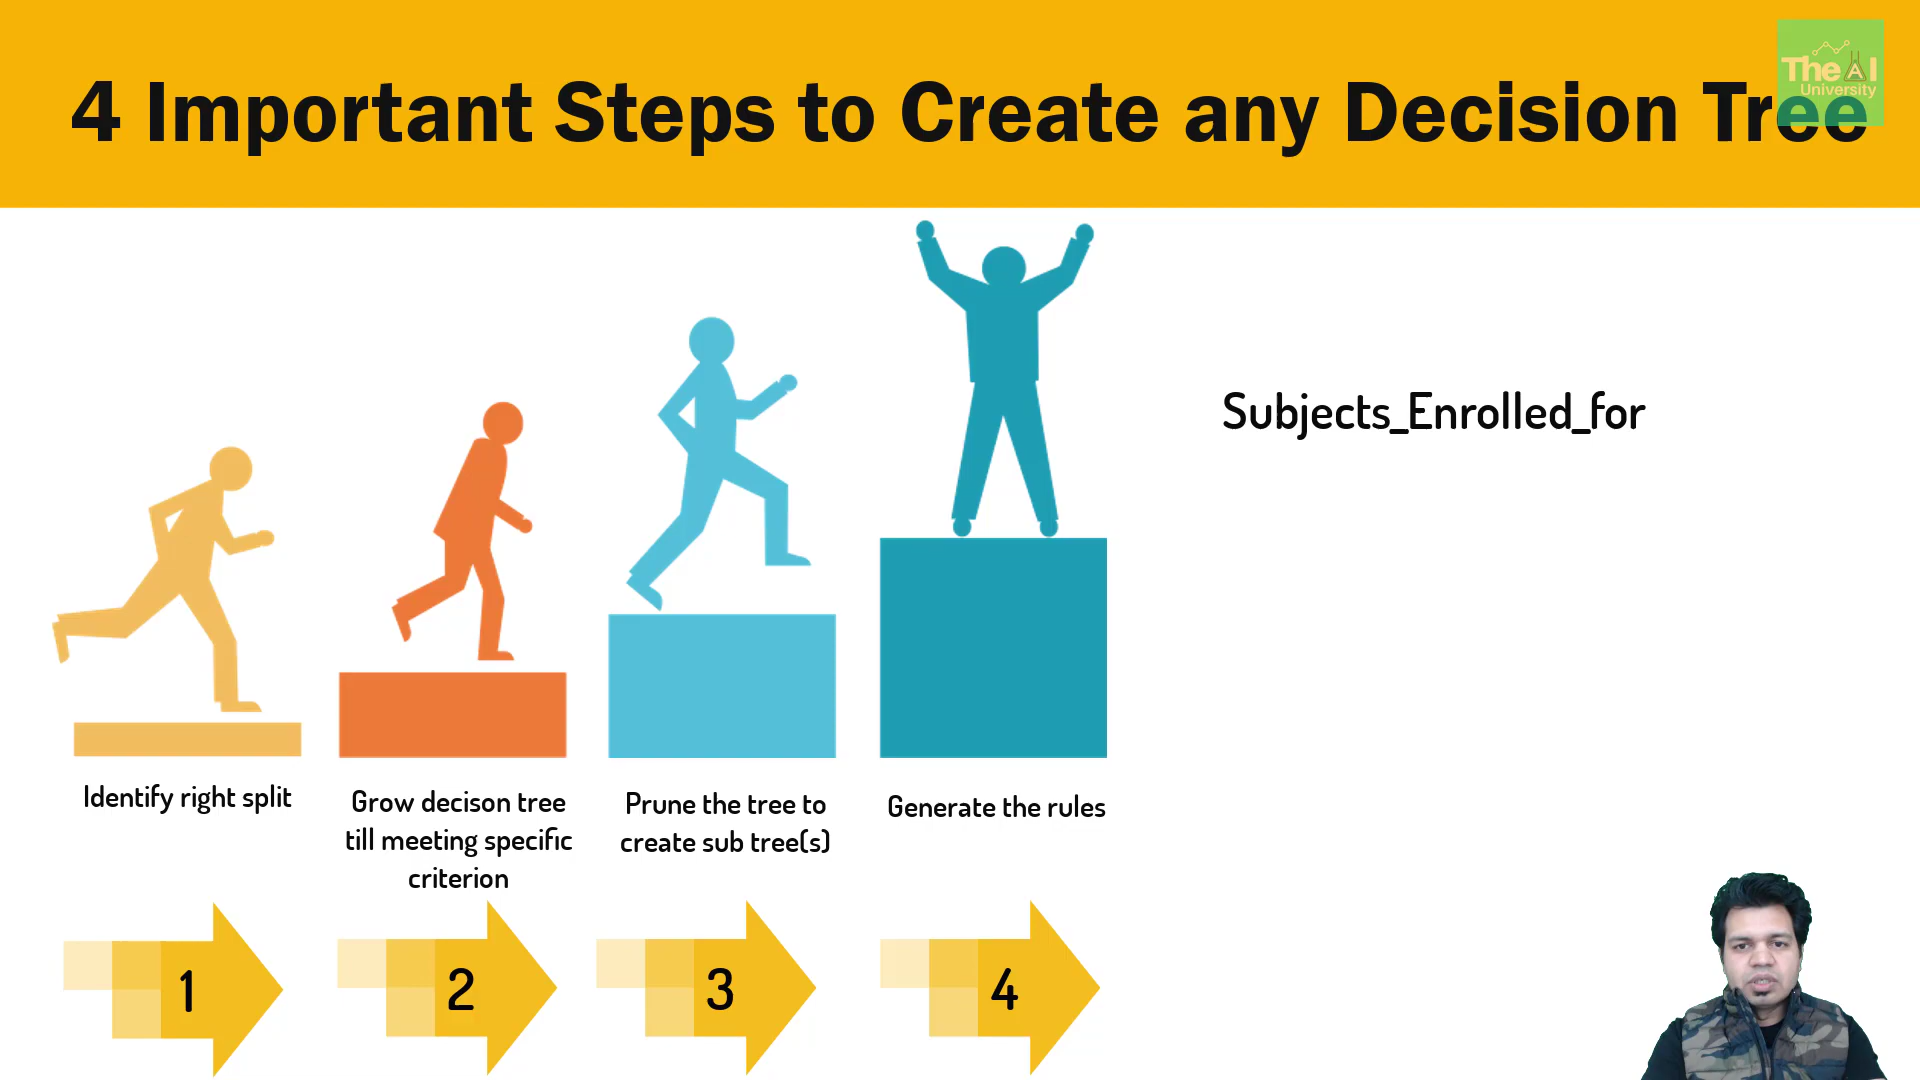 4 Important Steps to Create any Decision Tree
The AI
University
Subjects_Enrolled_for
Identify right split
Grow decison tree
till meeting specific
criterion
Prune the tree to
create sub tree(s)
Generate the rules
1
2
3
4